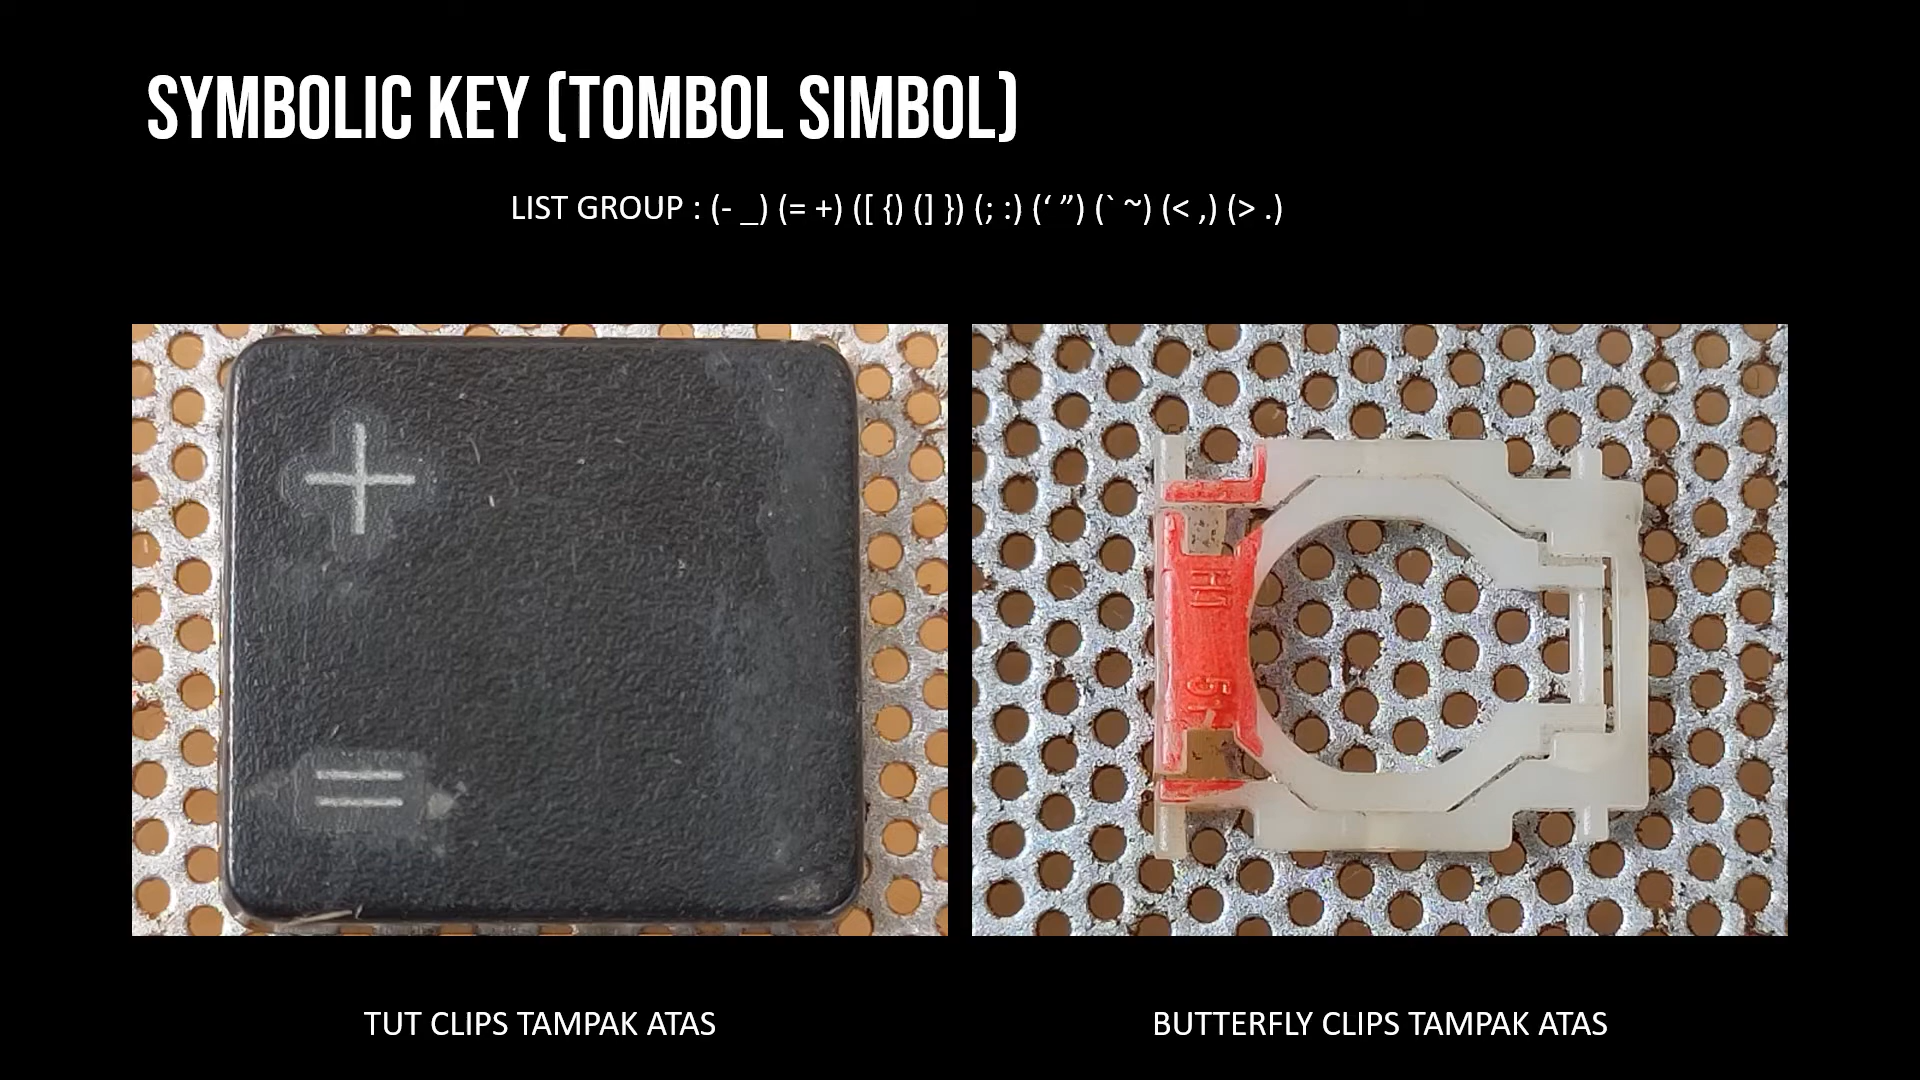 SYMBOLIC KEY (TOMBOL SIMBOL)
LIST GROUP : (- _) (= +) ([ {) (] }) (; :) (‘ ”) (` ~) (< ,) (> .)
+
=
TUT CLIPS TAMPAK ATAS
BUTTERFLY CLIPS TAMPAK ATAS